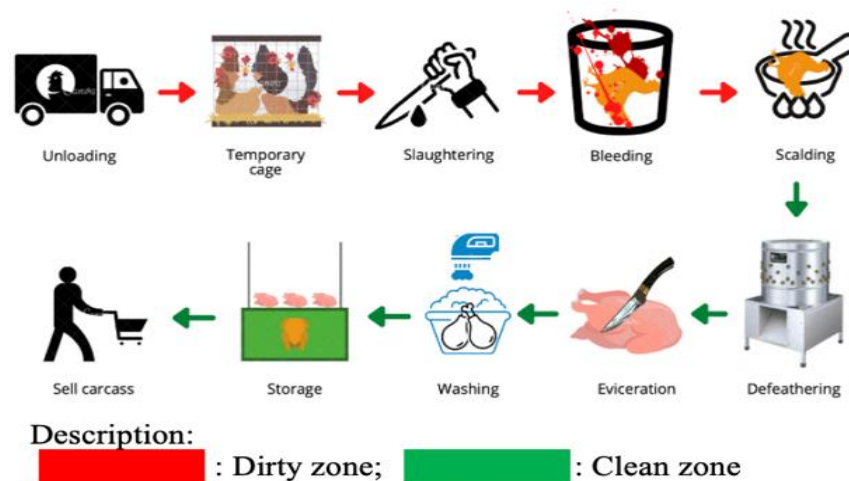 Unloading
Temporary
cage
Slaughtering
Bleeding
Scalding
Sell carcass
Storage
Washing
Eviceration
Defeathering
Description:
: Dirty zone; : Clean zone